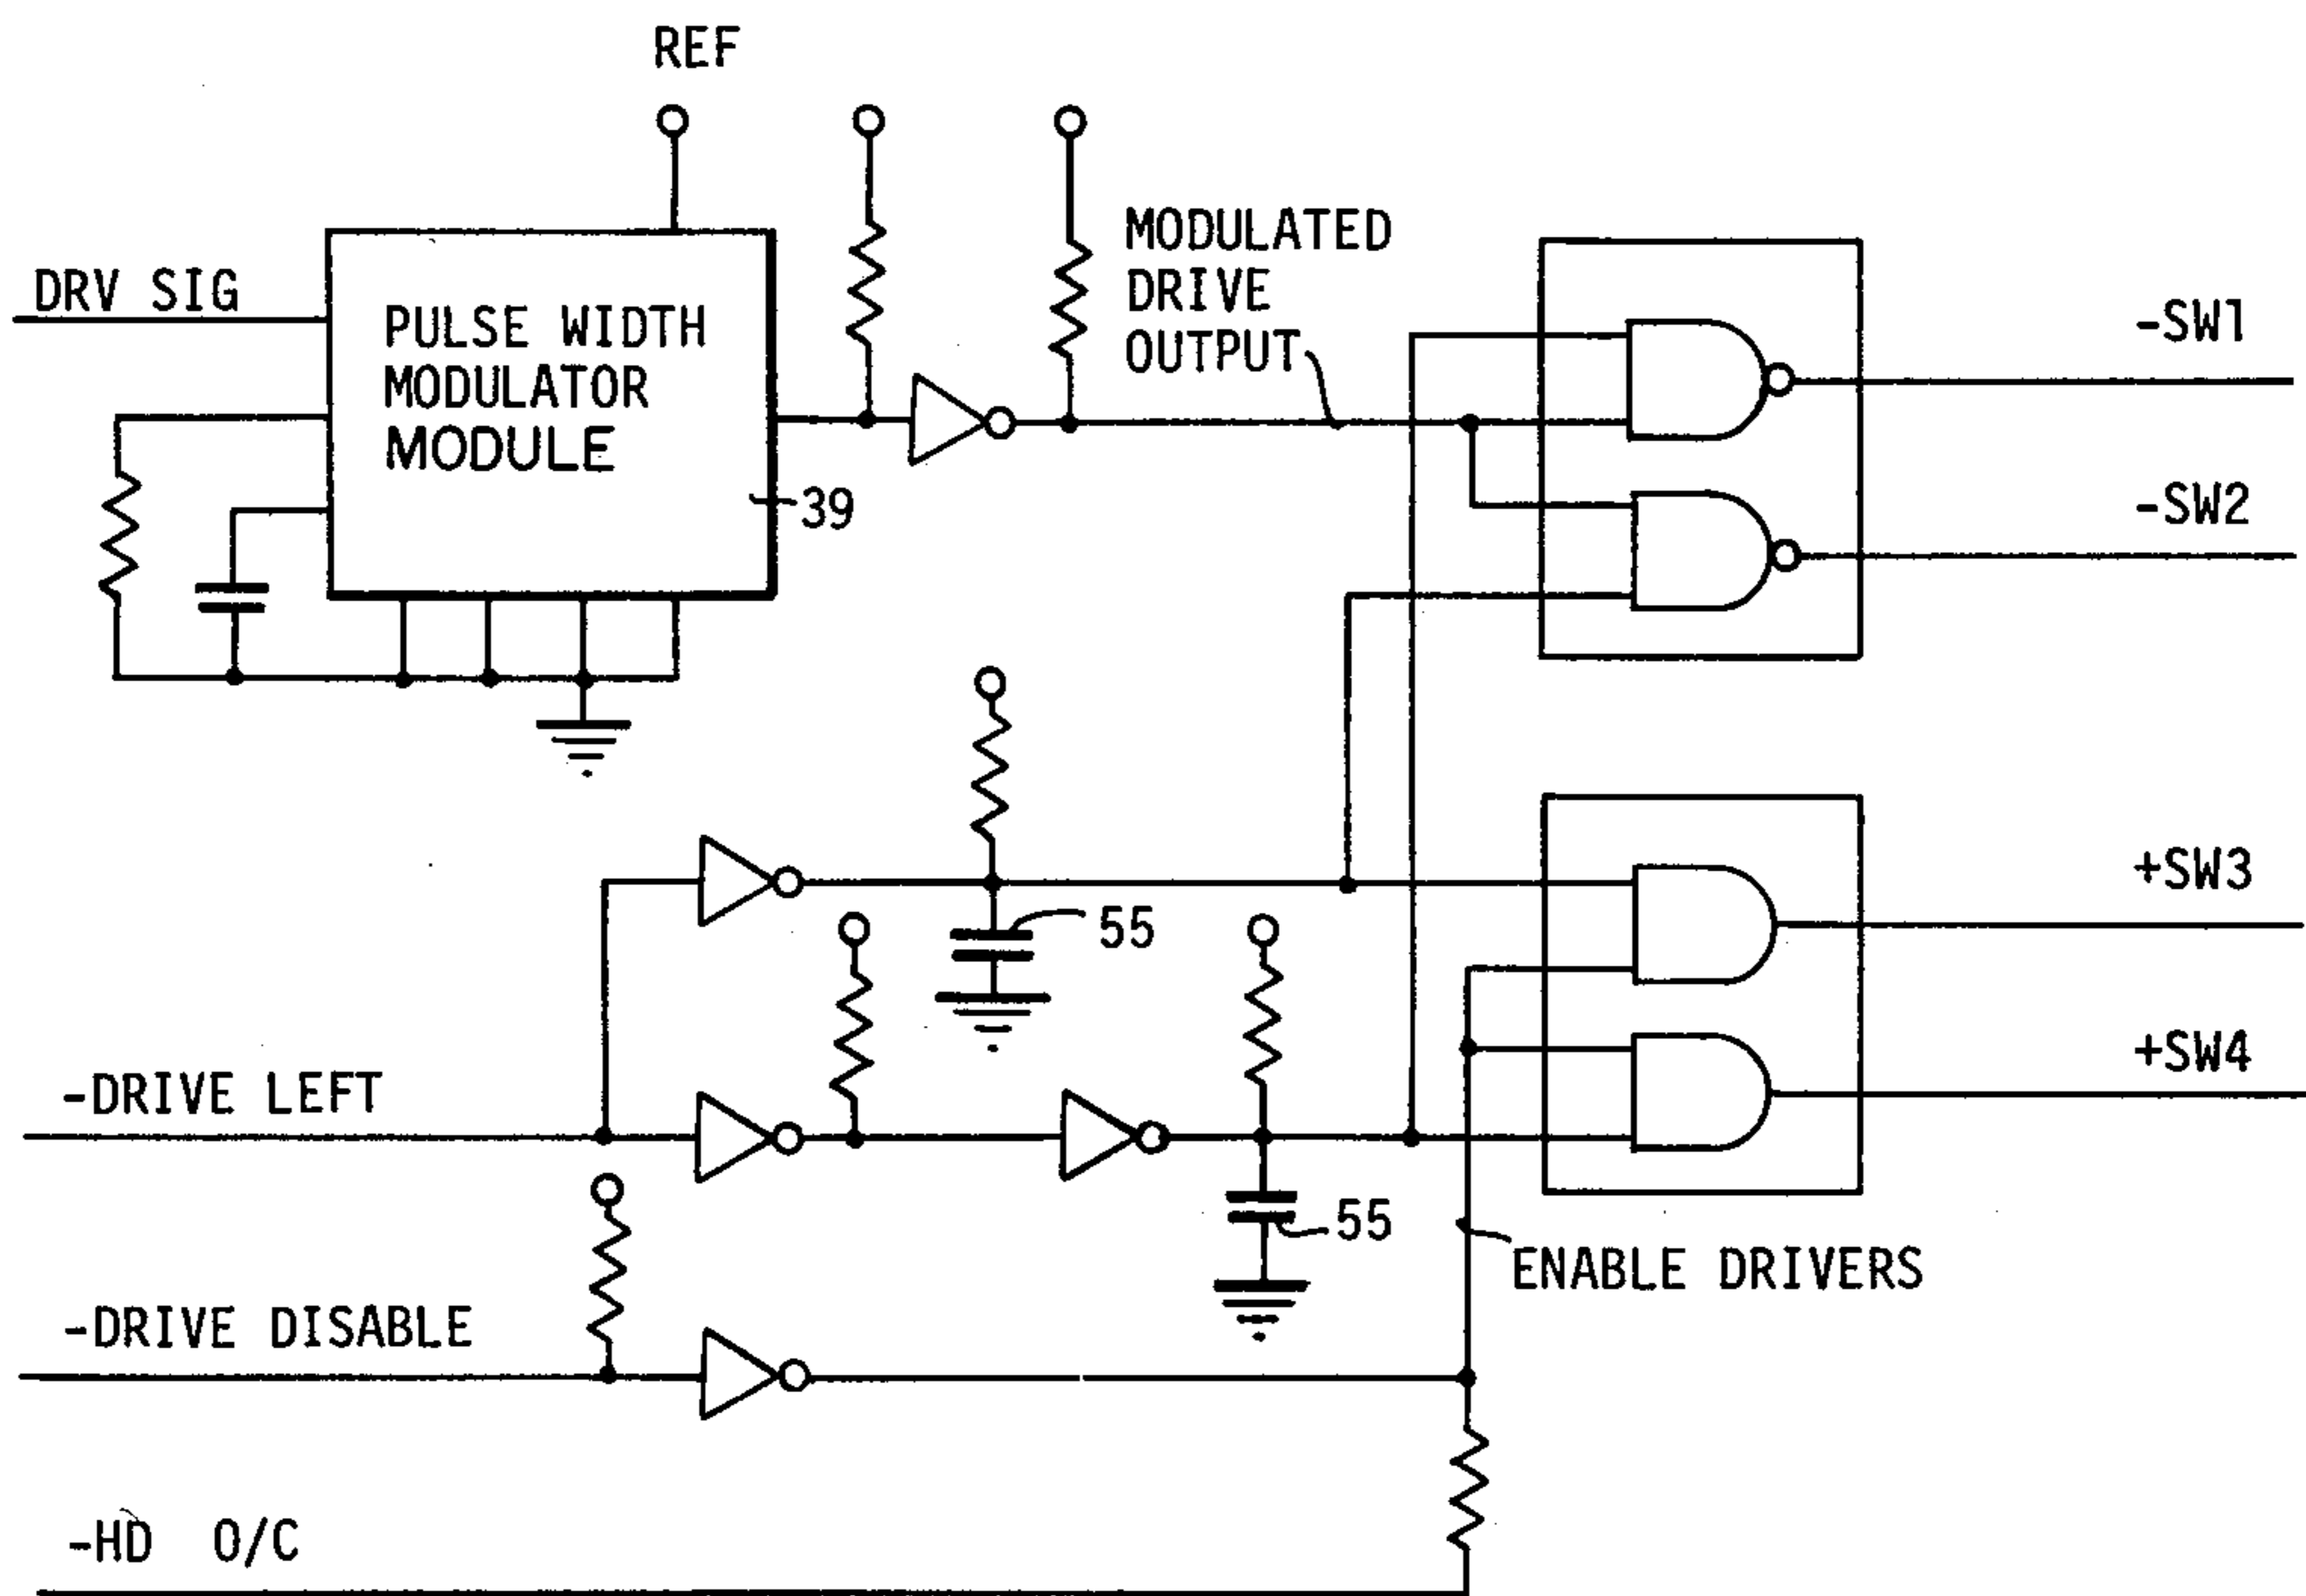 REF
DRV SIG
PULSE WIDTH
MODULATOR
MODULE
39
MODULATED
DRIVE
OUTPUT
-SW1
-SW2
55
+SW3
-DRIVE LEFT
+SW4
55
ENABLE DRIVERS
-DRIVE DISABLE
-HD O/C